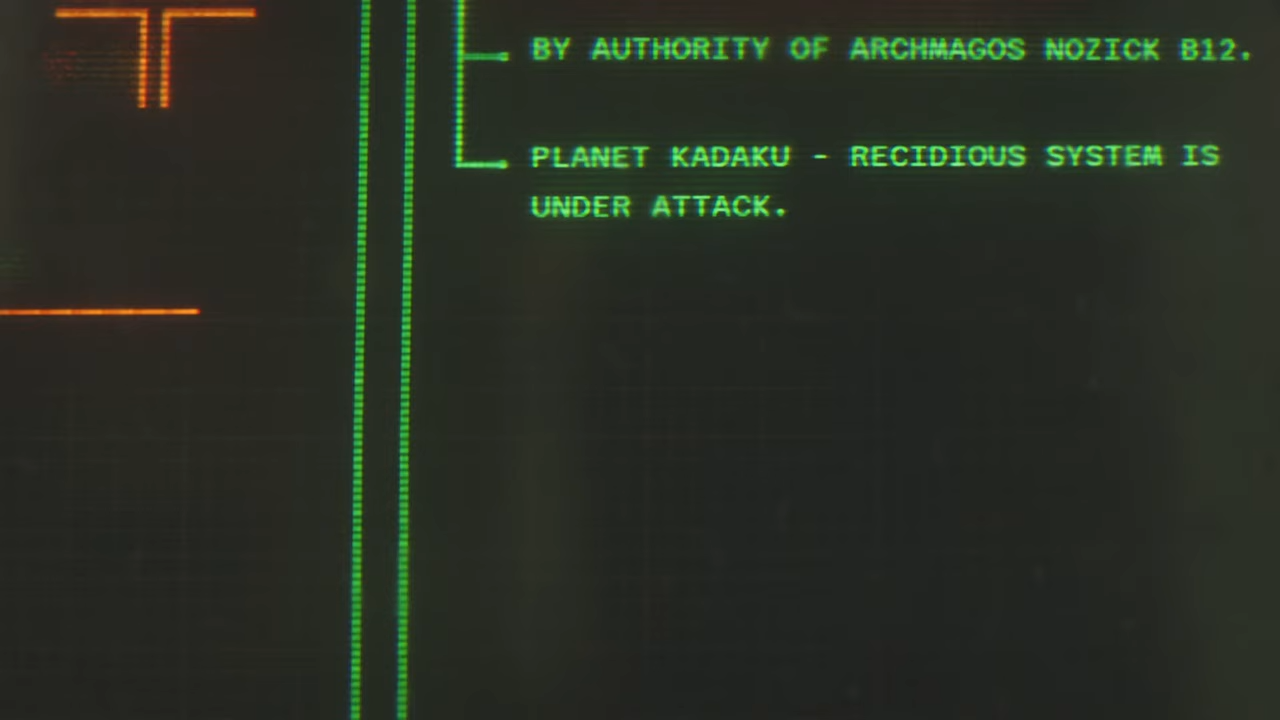 BY AUTHORITY OF ARCHMAGOS NOZICK B12.
PLANET KADAKU - RECIDIOUS SYSTEM IS
UNDER ATTACK.